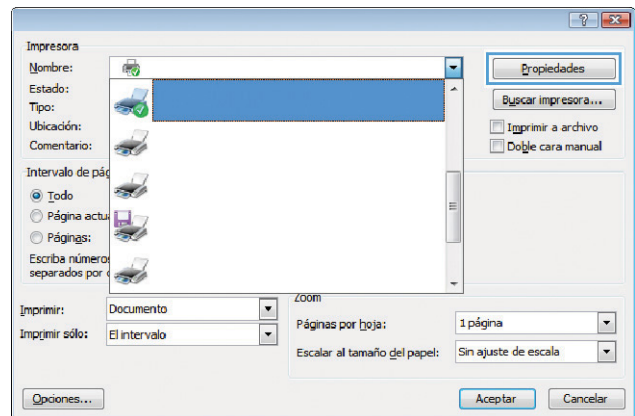 Impresora
Nombre:
Propiedades
Estado:
Tipo:
Buscar impresora...
Ubicación:
Imprimir a archivo
Comentario:
Doble cara manual
Intervalo de pág
Todo
Página actua
Páginas:
Escriba números
separados por c
Imprimir:
Documento
Imprimir sólo:
El intervalo
Zoom
Páginas por hoja:
1 página
Escalar al tamaño del papel:
Sin ajuste de escala
Opciones...
Aceptar
Cancelar